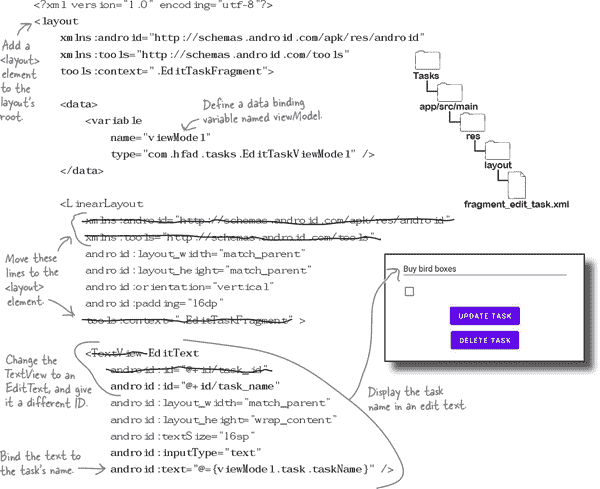 <?xml version="1.0" encoding="utf-8"?>
<layout
xmlns:android="http://schemas.android.com/apk/res/android"
xmlns:tools="http://schemas.android.com/tools"
tools:context=".EditTaskFragment">
Add a
<layout>
element
to the
layout's
root.
<data>
<variable
name="viewModel"
type="com.hfad.tasks.EditTaskViewModel" />
</data>
Define a data binding
variable named viewModel.
Tasks
app/src/main
res
layout
fragment_edit_task.xml
<LinearLayout
xmlns:android="http://schemas.android.com/apk/res/android"
xmlns:tools="http://schemas.android.com/tools"
android:layout_width="match_parent"
android:layout_height="match_parent"
android:orientation="vertical"
android:padding="16dp"
tools:context=".EditTaskFragment" >
Move these
lines to the
<layout>
element.
Buy bird boxes
UPDATE TASK
DELETE TASK
<TextView EditText
android:id="@+id/task_id"
android:id="@+id/task_name"
android:layout_width="match_parent"
android:layout_height="wrap_content"
android:textSize="16sp"
android:inputType="text"
android:text="@={viewModel.task.taskName}" />
Change the
TextView to an
EditText, and give
it a different ID.
Display the task
name in an edit text.
Bind the text to
the task's name.